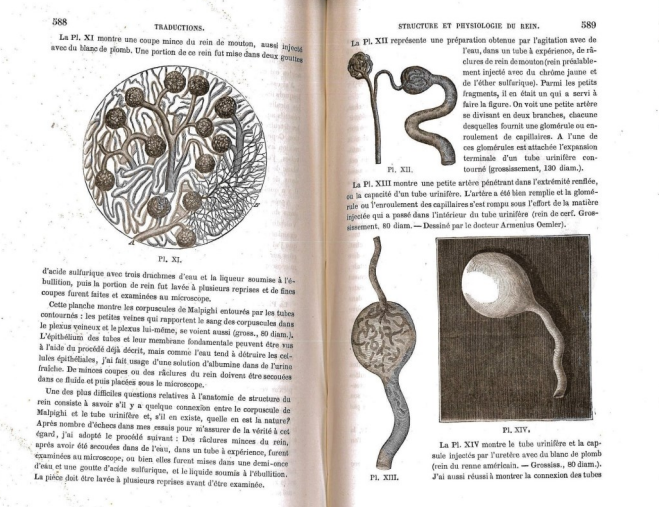 588
TRADUCTIONS.
La Pl. XI montre une coupe mince du rein de mouton, aussi injecté
avec du blanc de plomb. Une portion de ce rein fut mise dans deux gouttes
Pl. XI.
d'acide sulfurique avec trois drachmes d'eau et la liqueur soumise à l'é-
bullition, puis la portion de rein fut lavée à plusieurs reprises et de fines
coupes furent faites et examinées au microscope.
Cette planche montre les corpuscules de Malpighi entourés par les tubes
contournés : les petites veines qui rapportent le sang des corpuscules dans
le plexus veineux et le plexus lui-même, se voient aussi (gross., 80 diam.).
L'épithélium des tubes et leur membrane fondamentale peuvent être vus
à l'aide du procédé déjà décrit, mais comme l'eau tend à détruire les cel-
lules épithéliales, j'ai fait usage d'une solution d'albumine dans de l'urine
fraîche. De minces coupes ou des râclures du rein doivent être secouées
dans ce fluide et puis placées sous le microscope.
Une des plus difficiles questions relatives à l'anatomie de structure du
rein consiste à savoir s'il y a quelque connexion entre le corpuscule de
Malpighi et le tube urinifère et, s'il en existe, quelle en est la nature?
Après nombre d'échecs dans mes essais pour m'assurer de la vérité à cet
égard, j'ai adopté le procédé suivant : Des râclures minces du rein,
après avoir été secouées dans de l'eau, dans un tube à expérience, furent
examinées au microscope, ou bien elles furent mises dans une demi-once
d'eau et une goutte d'acide sulfurique, et le liquide soumis à l'ébullition.
La pièce doit être lavée à plusieurs reprises avant d'être examinée.
STRUCTURE ET PHYSIOLOGIE DU REIN.
589
La Pl. XII représente une préparation obtenue par l'agitation avec de
l'eau, dans un tube à expérience, de râ-
clures de rein de mouton (rein préalable-
ment injecté avec du chrôme jaune et
de l'éther sulfurique). Parmi les petits
fragments, il en était un qui a servi à
faire la figure. On voit une petite artère
se divisant en deux branches, chacune
desquelles fournit une glomérule ou en-
roulement de capillaires. A l'une de
ces glomérules est attachée l'expansion
terminale d'un tube urinifère con-
tourné (grossissement, 130 diam.).
Pl. XII.
La Pl. XIII montre une petite artère pénétrant dans l'extrémité renflée,
ou la capacité d'un tube urinifère. L'artère a été bien remplie et la glomé-
rule ou l'enroulement des capillaires s'est rompu sous l'effort de la matière
injectée qui a passé dans l'intérieur du tube urinifère (rein de cerf. Gros-
sissement, 80 diam. — Dessiné par le docteur Armenius Oemler).
Pl. XIII.
Pl. XIV.
La Pl. XIV montre le tube urinifère et la cap-
sule injectés par l'uretère avec du blanc de plomb
(rein du renne américain. — Grossiss., 80 diam.).
J'ai aussi réussi à montrer la connexion des tubes